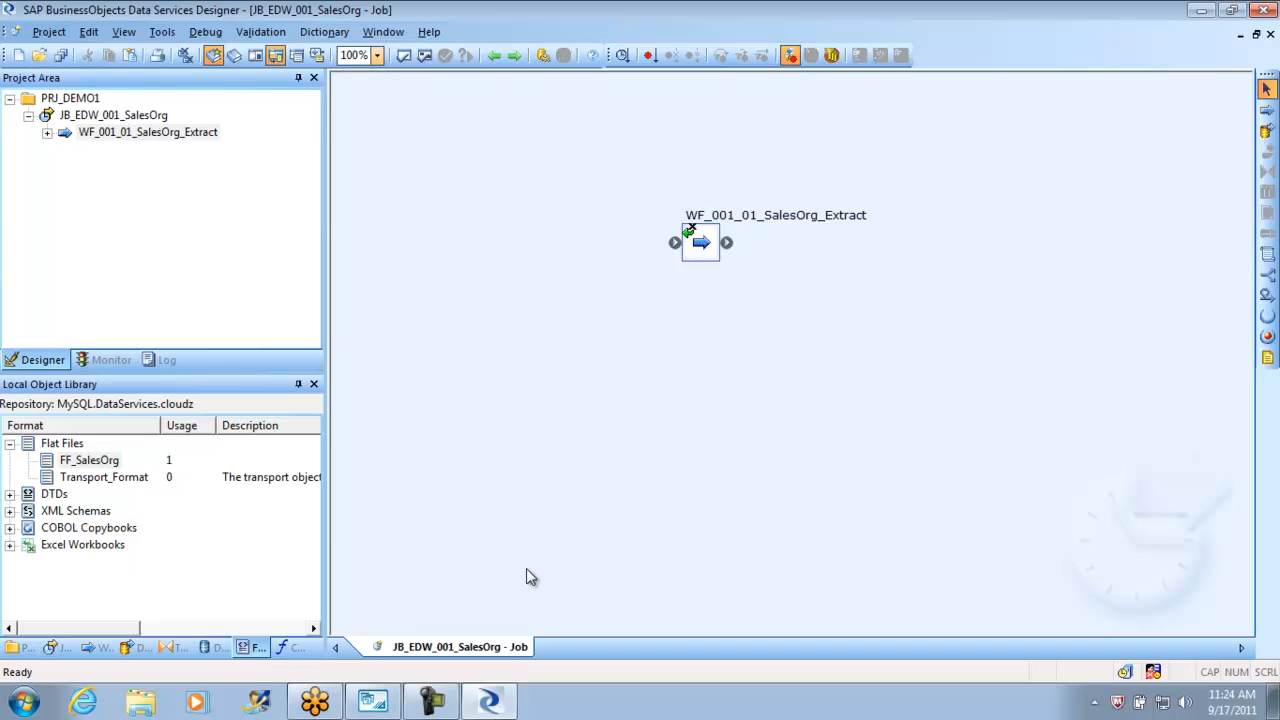 SAP BusinessObjects Data Services Designer - [JB_EDW_001_SalesOrg - Job]
Project Edit View Tools Debug Validation Dictionary Window Help
100%
Project Area
PRJ_DEMO1
JB_EDW_001_SalesOrg
WF_001_01_SalesOrg_Extract
WF_001_01_SalesOrg_Extract
Designer Monitor Log
Local Object Library
Repository: MySQL.DataServices.cloudz
Format Usage Description
Flat Files
FF_SalesOrg 1
Transport_Format 0 The transport object
DTDs
XML Schemas
COBOL Copybooks
Excel Workbooks
P... J... W... D... T... D... F... C...
JB_EDW_001_SalesOrg - Job
Ready
CAP NUM SCRL
11:24 AM
9/17/2011